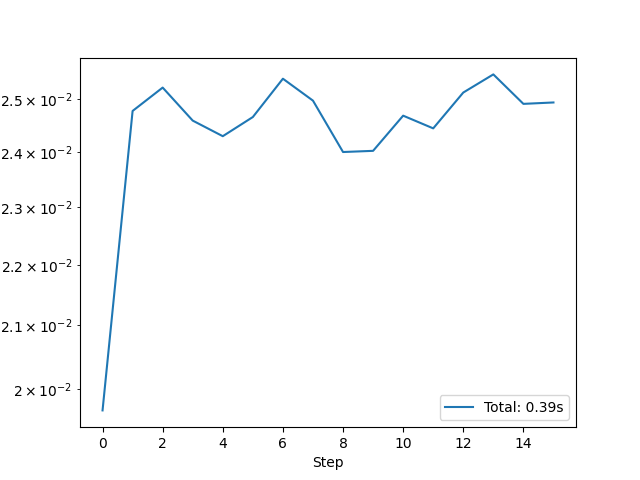 2.5 × 10⁻²
2.4 × 10⁻²
2.3 × 10⁻²
2.2 × 10⁻²
2.1 × 10⁻²
2 × 10⁻²
Total: 0.39s
0 2 4 6 8 10 12 14
Step